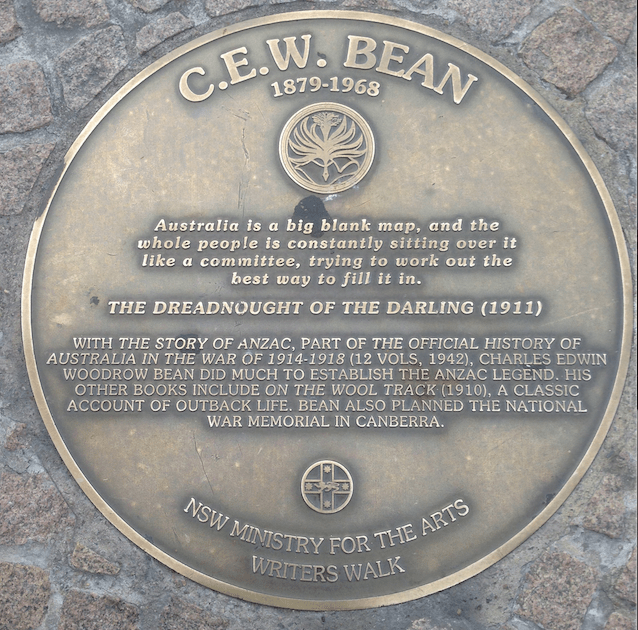 C.E.W. BEAN
1879-1968
Australia is a big blank map, and the
whole people is constantly sitting over it
like a committee, trying to work out the
best way to fill it in.
THE DREADNOUGHT OF THE DARLING (1911)
WITH THE STORY OF ANZAC, PART OF THE OFFICIAL HISTORY OF
AUSTRALIA IN THE WAR OF 1914-1918 (12 VOLS, 1942), CHARLES EDWIN
WOODROW BEAN DID MUCH TO ESTABLISH THE ANZAC LEGEND. HIS
OTHER BOOKS INCLUDE ON THE WOOL TRACK (1910), A CLASSIC
ACCOUNT OF OUTBACK LIFE. BEAN ALSO PLANNED THE NATIONAL
WAR MEMORIAL IN CANBERRA.
NSW MINISTRY FOR THE ARTS
WRITERS WALK